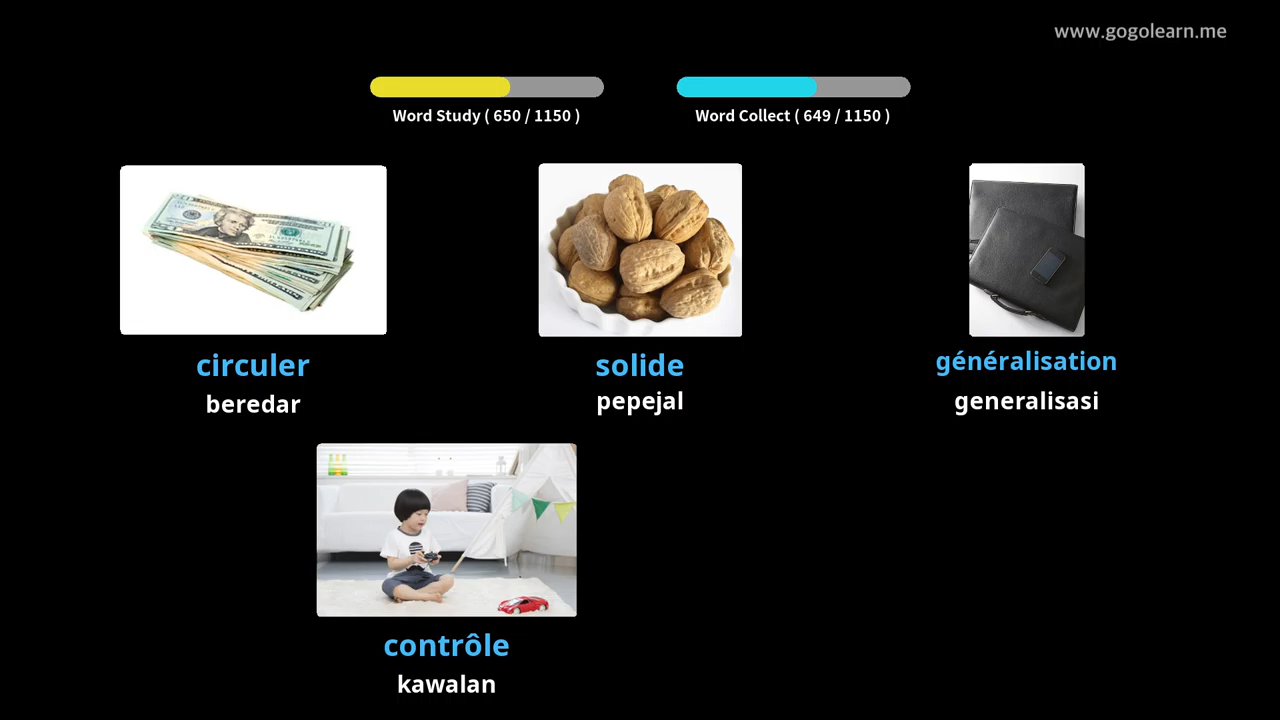 www.gogolearn.me
Word Study ( 650 / 1150 )
Word Collect ( 649 / 1150 )
circuler
beredar
solide
pepejal
généralisation
generalisasi
contrôle
kawalan